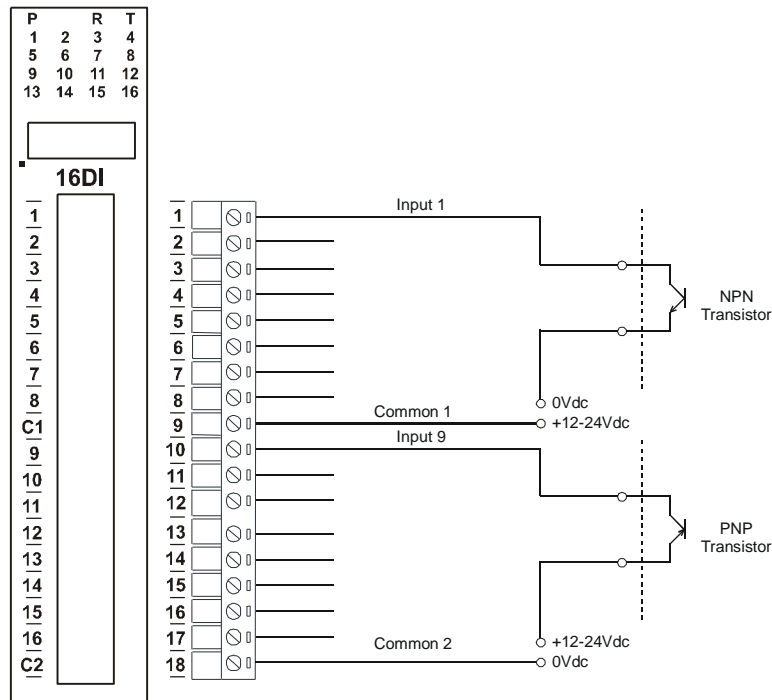 P R T
1 2 3 4
5 6 7 8
9 10 11 12
13 14 15 16
16DI
1
2
3
4
5
6
7
8
C1
9
10
11
12
13
14
15
16
C2
1
2
3
4
5
6
7
8
9
10
11
12
13
14
15
16
17
18
Input 1
NPN
Transistor
0Vdc
Common 1
+12-24Vdc
Input 9
PNP
Transistor
+12-24Vdc
Common 2
0Vdc